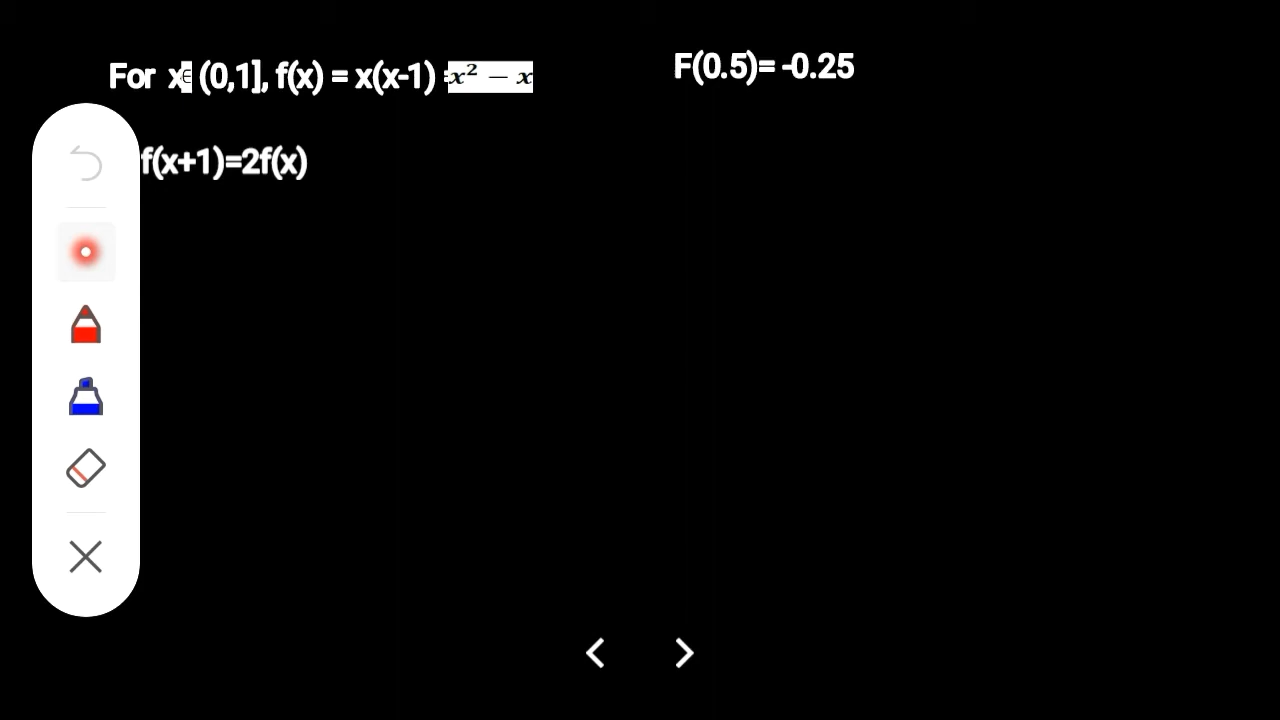 For x∈ (0,1], f(x) = x(x-1) =x² − x
f(x+1)=2f(x)
F(0.5)= -0.25